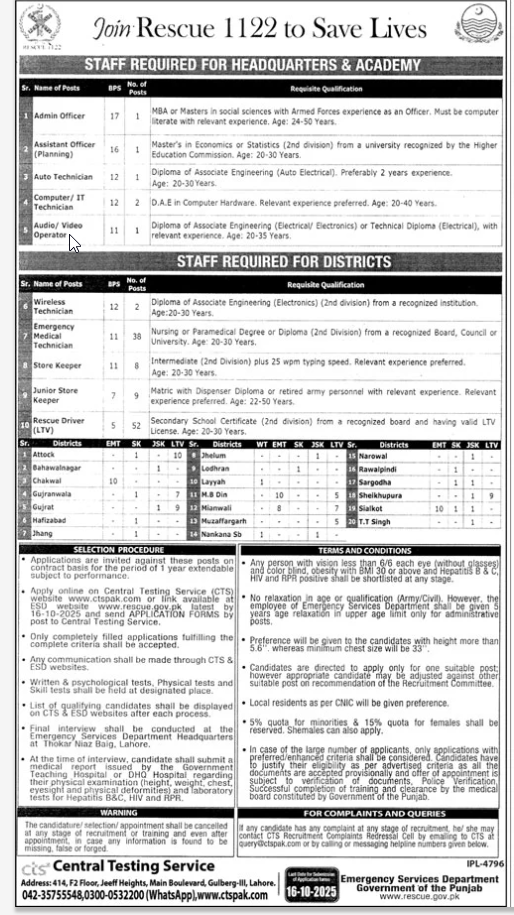 Join Rescue 1122 to Save Lives
RESCUE 1122
STAFF REQUIRED FOR HEADQUARTERS & ACADEMY
Sr. Name of Posts BPS No. of Posts Requisite Qualification
1 Admin Officer 17 1 MBA or Masters in social sciences with Armed Forces experience as an Officer. Must be computer
literate with relevant experience. Age: 24-50 Years.
2 Assistant Officer (Planning) 16 1 Master's in Economics or Statistics (2nd division) from a university recognized by the Higher
Education Commission. Age: 20-30 Years.
3 Auto Technician 12 1 Diploma of Associate Engineering (Auto Electrical). Preferably 2 years experience.
Age: 20-30Years.
4 Computer/ IT Technician 12 2 D.A.E in Computer Hardware. Relevant experience preferred. Age: 20-40 Years.
5 Audio/ Video Operator 11 1 Diploma of Associate Engineering (Electrical/ Electronics) or Technical Diploma (Electrical), with
relevant experience. Age: 20-35 Years.
STAFF REQUIRED FOR DISTRICTS
Sr. Name of Posts BPS No. of Posts Requisite Qualification
6 Wireless Technician 12 2 Diploma of Associate Engineering (Electronics) (2nd division) from a recognized institution.
Age:20-30 Years.
7 Emergency Medical Technician 11 38 Nursing or Paramedical Degree or Diploma (2nd Division) from a recognized Board, Council or
University. Age: 20-30 Years.
8 Store Keeper 11 8 Intermediate (2nd Division) plus 25 wpm typing speed. Relevant experience preferred.
Age: 20-30 Years.
9 Junior Store Keeper 7 9 Matric with Dispenser Diploma or retired army personnel with relevant experience. Relevant
experience preferred. Age: 22-50 Years.
10 Rescue Driver (LTV) 5 52 Secondary School Certificate (2nd division) from a recognized board and having valid LTV
License. Age: 20-30 Years.
Sr. Districts EMT SK JSK LTV Sr. Districts WT EMT SK JSK LTV Sr. Districts EMT SK JSK LTV
1 Attock - 1 - 10 8 Jhelum - - - 1 - 15 Narowal - - 1 -
2 Bahawalnagar - - 1 - 9 Lodhran - - 1 - - 16 Rawalpindi - 1 - -
3 Chakwal 10 - - - 10 Layyah 1 - - - - 17 Sargodha - 1 1 -
4 Gujranwala - 1 - 7 11 M.B Din - 10 - - 5 18 Sheikhupura - 1 1 9
5 Gujrat - - 1 9 12 Mianwali - 8 - - 7 19 Sialkot 10 1 1 -
6 Hafizabad - 1 - - 13 Muzaffargarh - - - - 5 20 T.T Singh - - 1 -
7 Jhang - 1 - - 14 Nankana Sb 1 - - 1 -
SELECTION PROCEDURE
• Applications are invited against these posts on
contract basis for the period of 1 year extendable
subject to performance.
• Apply online on Central Testing Service (CTS)
website www.ctspak.com or link available at
ESD website www.rescue.gov.pk latest by
16-10-2025 and send APPLICATION FORMS by
post to Central Testing Service.
• Only completely filled applications fulfilling the
complete criteria shall be accepted.
• Any communication shall be made through CTS &
ESD websites.
• Written & psychological tests, Physical tests and
Skill tests shall be held at designated place.
• List of qualifying candidates shall be displayed
on CTS & ESD websites after each process.
• Final interview shall be conducted at the
Emergency Services Department Headquarters
at Thokar Niaz Baig, Lahore.
• At the time of interview, candidate shall submit a
medical report issued by the Government
Teaching Hospital or DHQ Hospital regarding
their physical examination (height, weight, chest,
eyesight and physical deformities) and laboratory
tests for Hepatitis B&C, HIV and RPR.
TERMS AND CONDITIONS
• Any person with vision less than 6/6 each eye (without glasses)
and color blind, obesity with BMI 30 or above and Hepatitis B & C,
HIV and RPR positive shall be shortlisted at any stage.
• No relaxation in age or qualification (Army/Civil). However, the
employee of Emergency Services Department shall be given 5
years age relaxation in upper age limit only for administrative
posts.
• Preference will be given to the candidates with height more than
5.6". whereas minimum chest size will be 33".
• Candidates are directed to apply only for one suitable post;
however appropriate candidate may be adjusted against other
suitable post on recommendation of the Recruitment Committee.
• Local residents as per CNIC will be given preference.
• 5% quota for minorities & 15% quota for females shall be
reserved. Shemales can also apply.
• In case of the large number of applicants, only applications with
preferred/enhanced criteria shall be considered. Candidates have
to justify their eligibility as per advertised criteria as all the
documents are accepted provisionally and offer of appointment is
subject to verification of documents, Police Verification,
Successful completion of training and clearance by the medical
board constituted by Government of the Punjab.
WARNING
The candidature/ selection/ appointment shall be cancelled
at any stage of recruitment or training and even after
appointment, in case any information is found to be
missing, false or forged.
FOR COMPLAINTS AND QUERIES
If any candidate has any complaint at any stage of recruitment, he/ she may
contact CTS Recruitment Complaints Redressal Cell by emailing to CTS at
query@ctspak.com or by calling or messaging helpline numbers given below.
cts Central Testing Service
Address: 414, F2 Floor, Jeeff Heights, Main Boulevard, Gulberg-III, Lahore.
042-35755548,0300-0532200 (WhatsApp),www.ctspak.com
Last Date for Submission of Application Forms
16-10-2025
IPL-4796
Emergency Services Department
Government of the Punjab
www.rescue.gov.pk